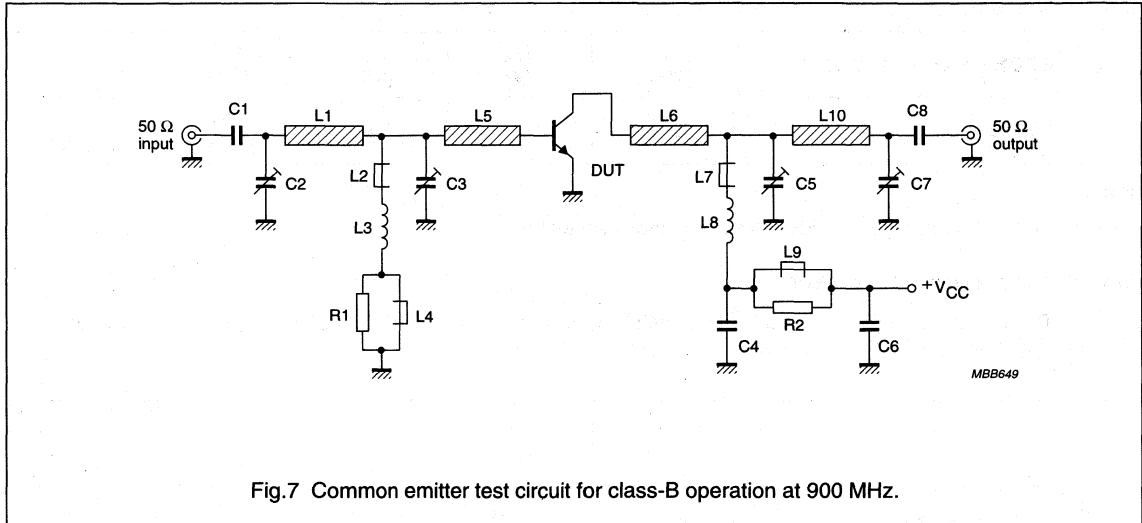 50 Ω
input
C1
L1
L5
L6
L10
C8
50 Ω
output
C2
L2
C3
DUT
L7
C5
C7
L3
L8
L9
+VCC
R1
L4
R2
C4
C6
MBB649
Fig.7 Common emitter test circuit for class-B operation at 900 MHz.